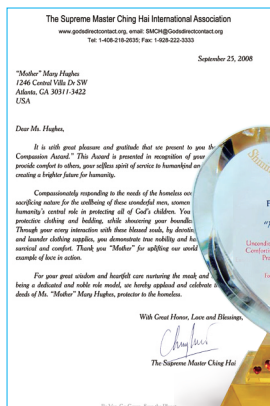 The Supreme Master Ching Hai International Association
www.godsdirectcontact.org, email: SMCH@Godsdirectcontact.org
Tel: 1-408-218-2635; Fax: 1-928-222-3333
September 25, 2008
"Mother" Mary Hughes
1246 Central Villa Dr SW
Atlanta, GA 30311-3422
USA
Dear Ms. Hughes,
It is with great pleasure and gratitude that we present to you the
Compassion Award." This Award is presented in recognition of your
provide comfort to others, your selfless spirit of service to humankind and
creating a brighter future for humanity.
Compassionately responding to the needs of the homeless
sacrificing nature for the wellbeing of these wonderful men, women
humanity's central role in protecting all of God's children. You
protective clothing and bedding, while showering your
Through your every interaction with these blessed souls, by
and launder clothing supplies, you demonstrate true nobility and
survival and comfort. Thank you "Mother" for uplifting our world
example of love in action.
For your great wisdom and heartfelt care nurturing the meek and
being a dedicated and noble role model, we hereby applaud and celebrate
deeds of Ms. "Mother" Mary Hughes, protector to the homeless.
With Great Honor, Love and Blessings,
The Supreme Master Ching Hai